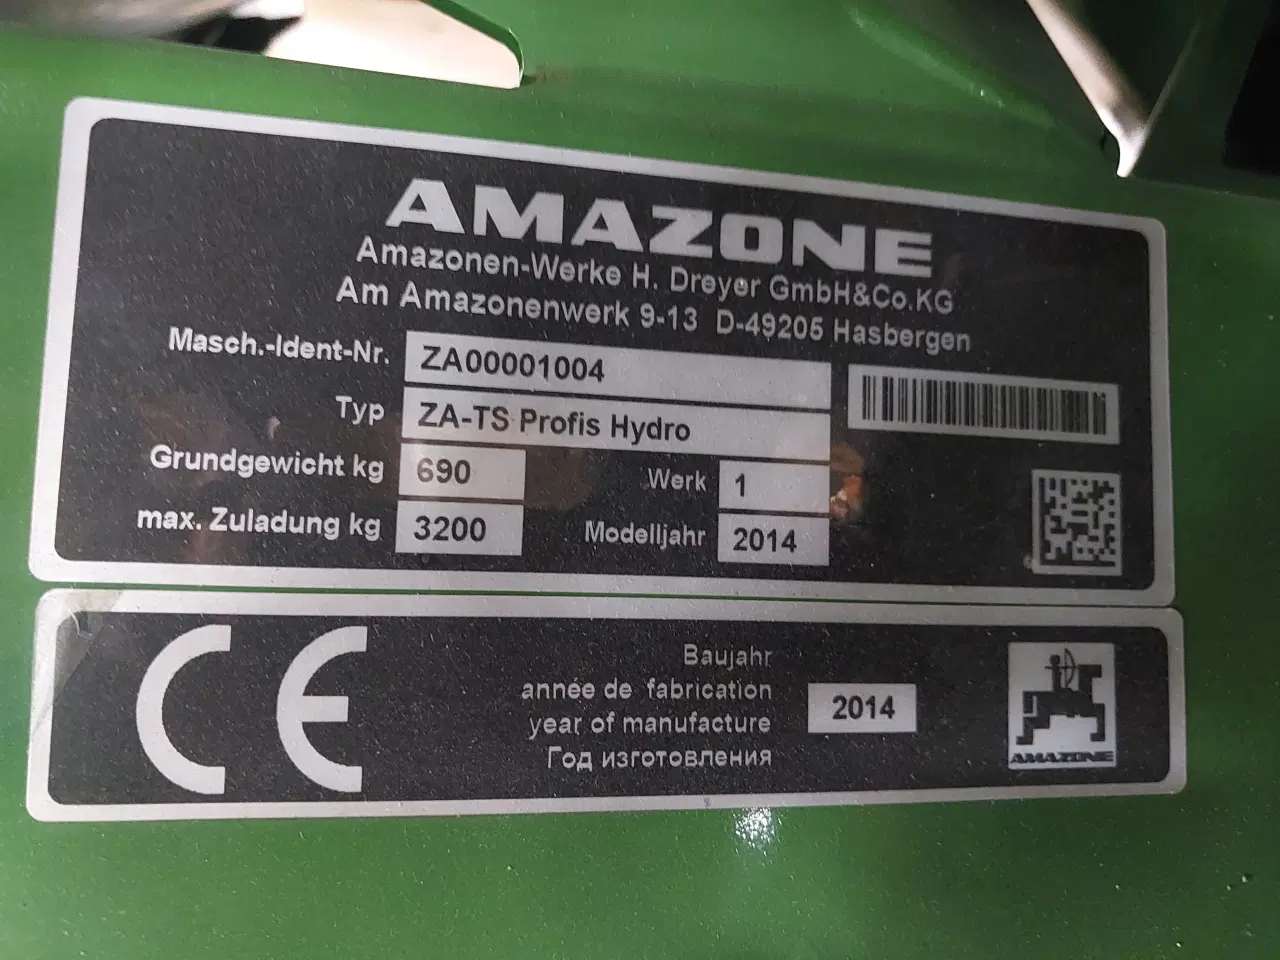 AMAZONE
Amazonen-Werke H. Dreyer GmbH&Co.KG
Am Amazonenwerk 9-13 D-49205 Hasbergen
Masch.-Ident-Nr. ZA00001004
Typ ZA-TS Profis Hydro
Grundgewicht kg 690 Werk 1
max. Zuladung kg 3200 Modelljahr 2014
CE
Baujahr
année de fabrication
year of manufacture 2014
Год изготовления
AMAZONE